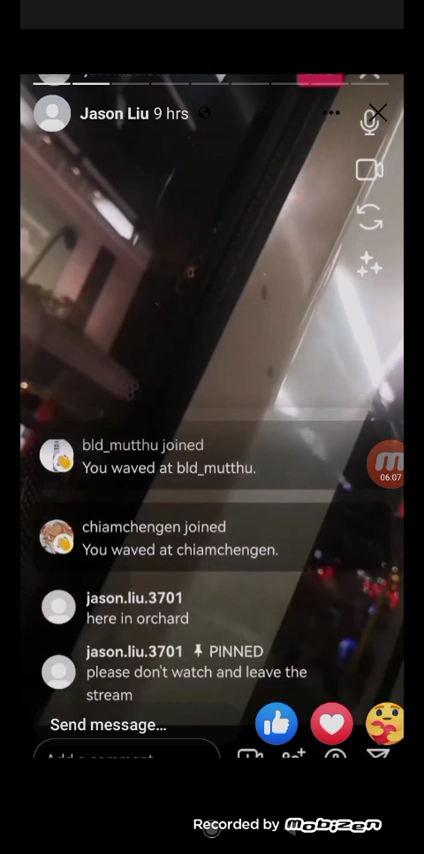 Jason Liu 9 hrs
bld_mutthu joined
You waved at bld_mutthu.
06:07
chiamchengen joined
You waved at chiamchengen.
jason.liu.3701
here in orchard
jason.liu.3701 PINNED
please don't watch and leave the
stream
Send message...
Add a comment
Recorded by mobizen